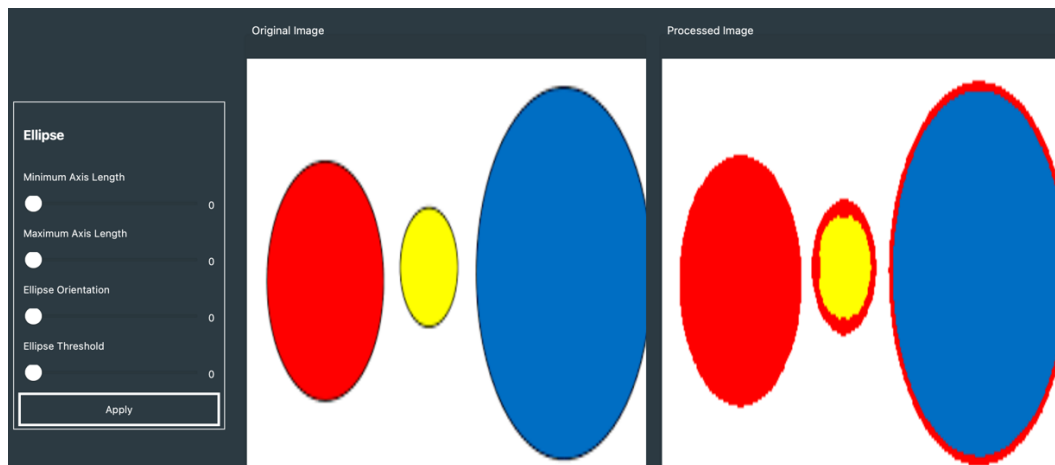 Original Image
Processed Image
Ellipse
Minimum Axis Length
0
Maximum Axis Length
0
Ellipse Orientation
0
Ellipse Threshold
0
Apply